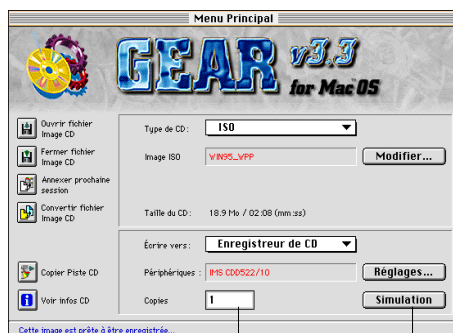 Menu Principal
GEAR v3.3
for Mac OS
Ouvrir fichier
Image CD
Type de CD:
ISO
Fermer fichier
Image CD
Image ISO
WIN95_WPP
Modifier...
Annexer prochaine
session
Convertir fichier
Image CD
Taille du CD:
18.9 Mo / 02:08 (mm:ss)
Écrire vers:
Enregistreur de CD
Copier Piste CD
Périphériques :
IMS CDD522/10
Réglages...
Voir infos CD
Copies
1
Simulation
Cette image est prête à être enregistrée...